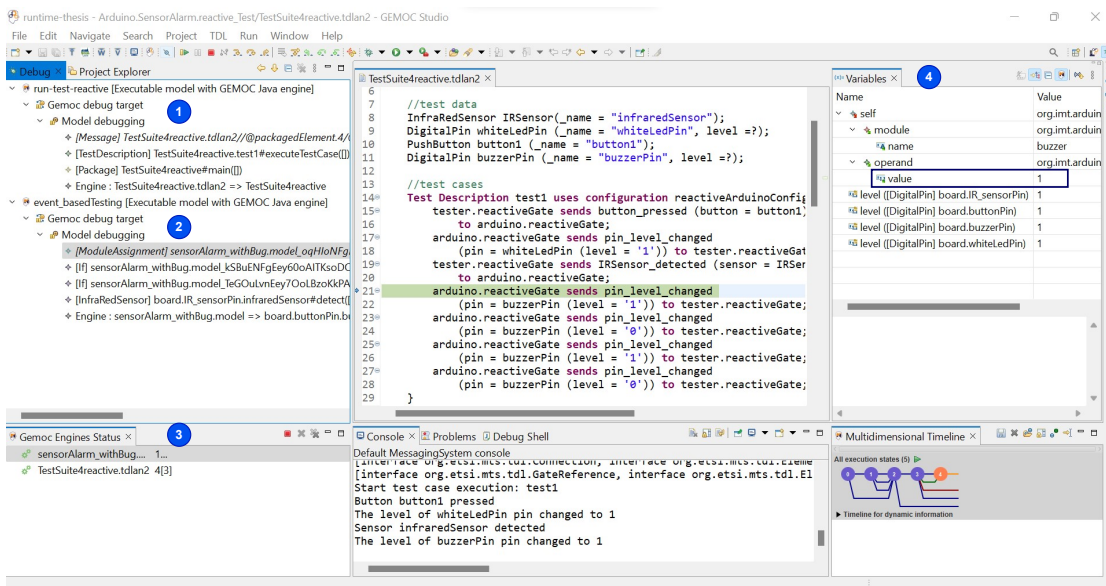 runtime-thesis - Arduino.SensorAlarm.reactive_Test/TestSuite4reactive.tdlan2 - GEMOC Studio
File Edit Navigate Search Project TDL Run Window Help
Debug Project Explorer
run-test-reactive [Executable model with GEMOC Java engine]
Gemoc debug target
1
Model debugging
[Message] TestSuite4reactive.tdlan2//@packagedElement.4/
[TestDescription] TestSuite4reactive.test1#executeTestCase([])
[Package] TestSuite4reactive#main([])
Engine : TestSuite4reactive.tdlan2 => TestSuite4reactive
event_basedTesting [Executable model with GEMOC Java engine]
Gemoc debug target
2
Model debugging
[ModuleAssignment] sensorAlarm_withBug.model_oqHIoNFg
[If] sensorAlarm_withBug.model_kSBuENFgEey60oAITKsoDC
[If] sensorAlarm_withBug.model_TeGOuLvnEey7OoLBzoKkPA
[InfraRedSensor] board.IR_sensorPin.infraredSensor#detect([
Engine : sensorAlarm_withBug.model => board.buttonPin.bu
TestSuite4reactive.tdlan2
6
7 //test data
8 InfraRedSensor IRSensor(_name = "infraredSensor");
9 DigitalPin whiteLedPin (_name = "whiteLedPin", level =?);
10 PushButton button1 (_name = "button1");
11 DigitalPin buzzerPin (_name = "buzzerPin", level =?);
12
13 //test cases
14 Test Description test1 uses configuration reactiveArduinoConfig
15 tester.reactiveGate sends button_pressed (button = button1)
16 to arduino.reactiveGate;
17 arduino.reactiveGate sends pin_level_changed
18 (pin = whiteLedPin (level = '1')) to tester.reactiveGat
19 tester.reactiveGate sends IRSensor_detected (sensor = IRSer
20 to arduino.reactiveGate;
21 arduino.reactiveGate sends pin_level_changed
22 (pin = buzzerPin (level = '1')) to tester.reactiveGate;
23 arduino.reactiveGate sends pin_level_changed
24 (pin = buzzerPin (level = '0')) to tester.reactiveGate;
25 arduino.reactiveGate sends pin_level_changed
26 (pin = buzzerPin (level = '1')) to tester.reactiveGate;
27 arduino.reactiveGate sends pin_level_changed
28 (pin = buzzerPin (level = '0')) to tester.reactiveGate;
29 }
Variables 4
Name Value
self org.imt.arduin
module org.imt.arduin
name buzzer
operand org.imt.arduin
value 1
level ([DigitalPin] board.IR_sensorPin) 1
level ([DigitalPin] board.buttonPin) 1
level ([DigitalPin] board.buzzerPin) 1
level ([DigitalPin] board.whiteLedPin) 1
Gemoc Engines Status 3
sensorAlarm_withBug.... 1...
TestSuite4reactive.tdlan2 4[3]
Console Problems Debug Shell
Default MessagingSystem console
[interface org.etsi.mts.tdl.Connection, interface org.etsi.mts.tdl.Eleme
[interface org.etsi.mts.tdl.GateReference, interface org.etsi.mts.tdl.El
Start test case execution: test1
Button button1 pressed
The level of whiteLedPin pin changed to 1
Sensor infraredSensor detected
The level of buzzerPin pin changed to 1
Multidimensional Timeline
All execution states (5)
0 1 2 3 4
Timeline for dynamic information